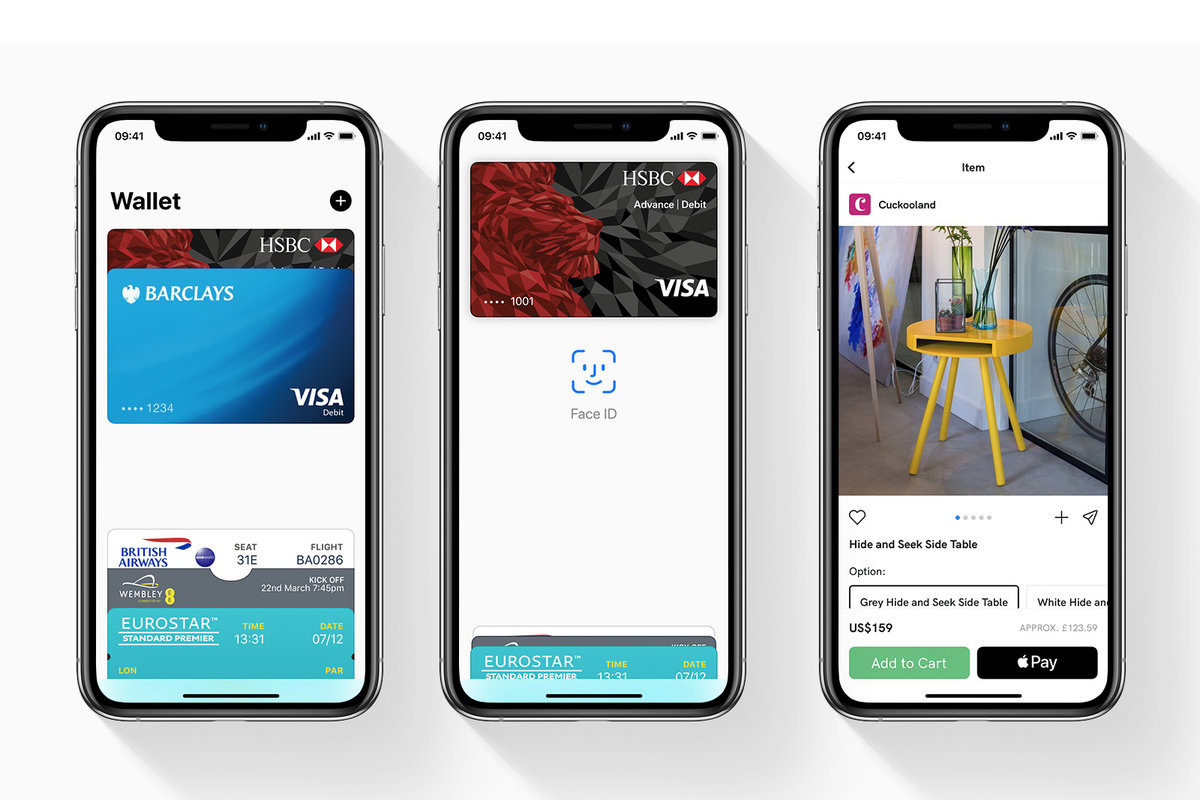 09:41
Wallet
HSBC
BARCLAYS
•••• 1234
VISA
Debit
BRITISH AIRWAYS
oneworld
SEAT
31E
FLIGHT
BA0286
WEMBLEY
EE
KICK OFF
22nd March 7:45pm
EUROSTAR™
STANDARD PREMIER
TIME
13:31
DATE
07/12
LON
PAR
09:41
HSBC
Advance | Debit
•••• 1001
VISA
Face ID
KICK OFF
EUROSTAR™
STANDARD PREMIER
TIME
13:31
DATE
07/12
09:41
Item
C
Cuckooland
Hide and Seek Side Table
Option:
Grey Hide and Seek Side Table
White Hide an
US$159
APPROX. £123.59
Add to Cart
Pay